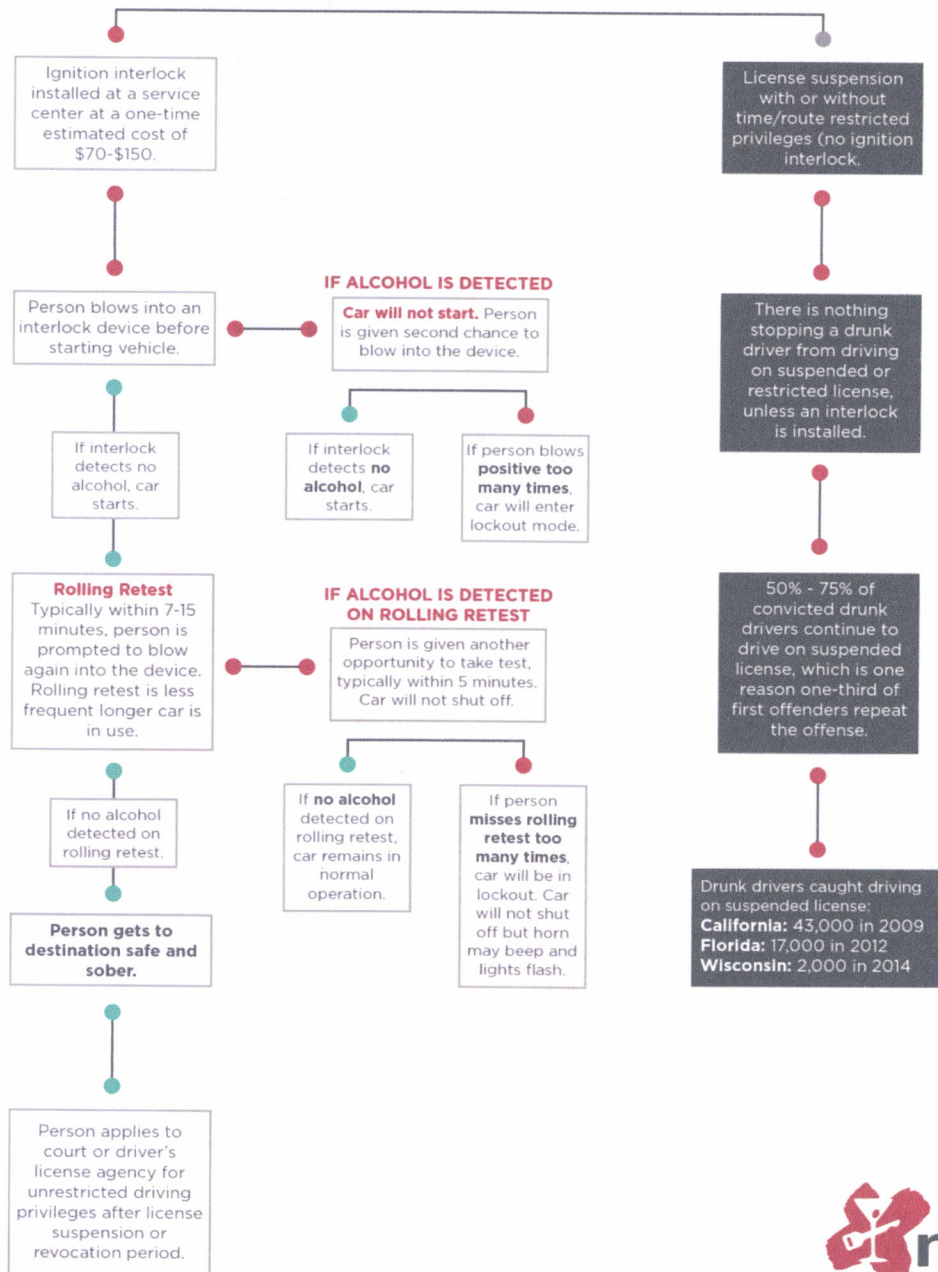 Ignition interlock
installed at a service
center at a one-time
estimated cost of
$70-$150.
License suspension
with or without
time/route restricted
privileges (no ignition
interlock.
Person blows into an
interlock device before
starting vehicle.
IF ALCOHOL IS DETECTED
Car will not start. Person
is given second chance to
blow into the device.
There is nothing
stopping a drunk
driver from driving
on suspended or
restricted license,
unless an interlock
is installed.
If interlock
detects no
alcohol, car
starts.
If interlock
detects no
alcohol, car
starts.
If person blows
positive too
many times,
car will enter
lockout mode.
Rolling Retest
Typically within 7-15
minutes, person is
prompted to blow
again into the device.
Rolling retest is less
frequent longer car is
in use.
IF ALCOHOL IS DETECTED
ON ROLLING RETEST
Person is given another
opportunity to take test,
typically within 5 minutes.
Car will not shut off.
50% - 75% of
convicted drunk
drivers continue to
drive on suspended
license, which is one
reason one-third of
first offenders repeat
the offense.
If no alcohol
detected on
rolling retest.
If no alcohol
detected on
rolling retest,
car remains in
normal
operation.
If person
misses rolling
retest too
many times,
car will be in
lockout. Car
will not shut
off but horn
may beep and
lights flash.
Drunk drivers caught driving
on suspended license:
California: 43,000 in 2009
Florida: 17,000 in 2012
Wisconsin: 2,000 in 2014
Person gets to
destination safe and
sober.
Person applies to
court or driver's
license agency for
unrestricted driving
privileges after license
suspension or
revocation period.